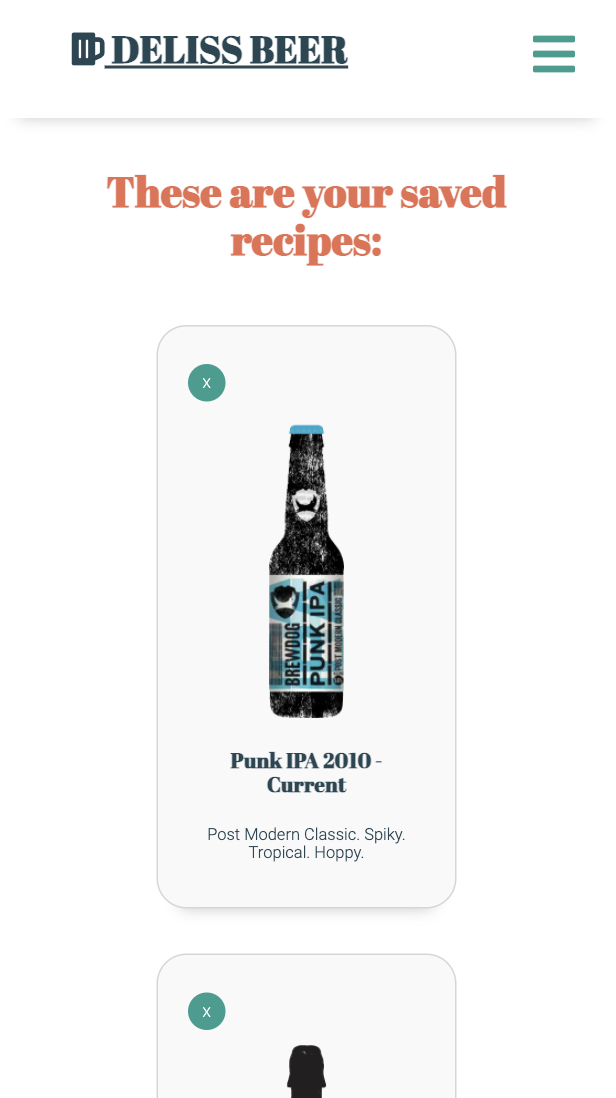 DELISS BEER
These are your saved
recipes:
X
BREWDOG
PUNK IPA
POST MODERN CLASSIC
Punk IPA 2010 -
Current
Post Modern Classic. Spiky.
Tropical. Hoppy.
X